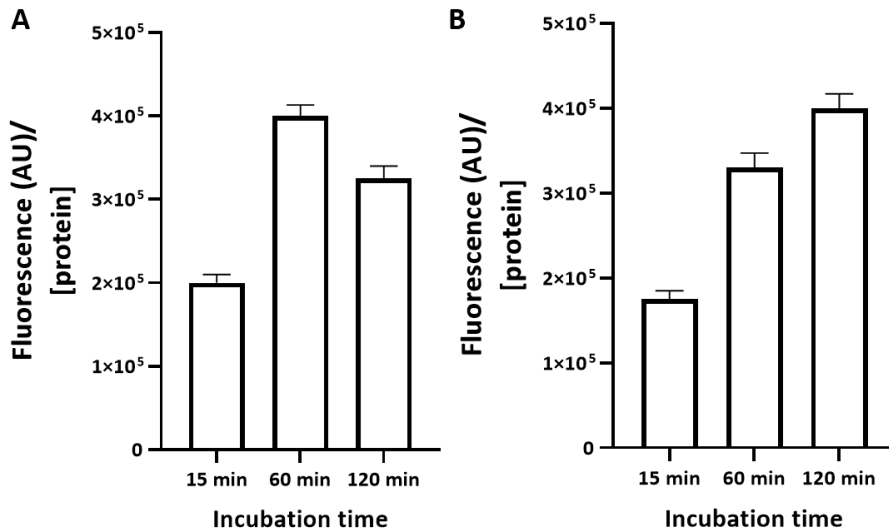 A
Fluorescence (AU)/
[protein]
5×10⁵
4×10⁵
3×10⁵
2×10⁵
1×10⁵
0
15 min 60 min 120 min
Incubation time
B
Fluorescence (AU)/
[protein]
5×10⁵
4×10⁵
3×10⁵
2×10⁵
1×10⁵
0
15 min 60 min 120 min
Incubation time